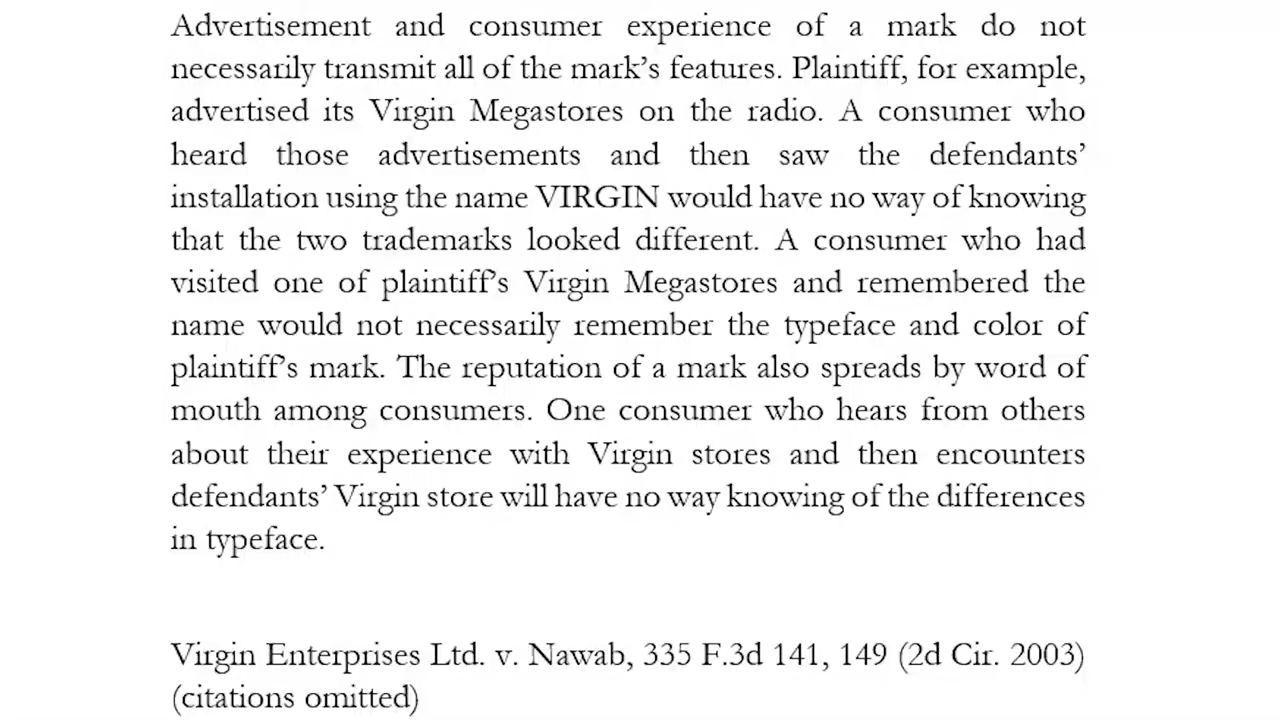 Advertisement and consumer experience of a mark do not
necessarily transmit all of the mark's features. Plaintiff, for example,
advertised its Virgin Megastores on the radio. A consumer who
heard those advertisements and then saw the defendants'
installation using the name VIRGIN would have no way of knowing
that the two trademarks looked different. A consumer who had
visited one of plaintiff's Virgin Megastores and remembered the
name would not necessarily remember the typeface and color of
plaintiff's mark. The reputation of a mark also spreads by word of
mouth among consumers. One consumer who hears from others
about their experience with Virgin stores and then encounters
defendants' Virgin store will have no way knowing of the differences
in typeface.
Virgin Enterprises Ltd. v. Nawab, 335 F.3d 141, 149 (2d Cir. 2003)
(citations omitted)